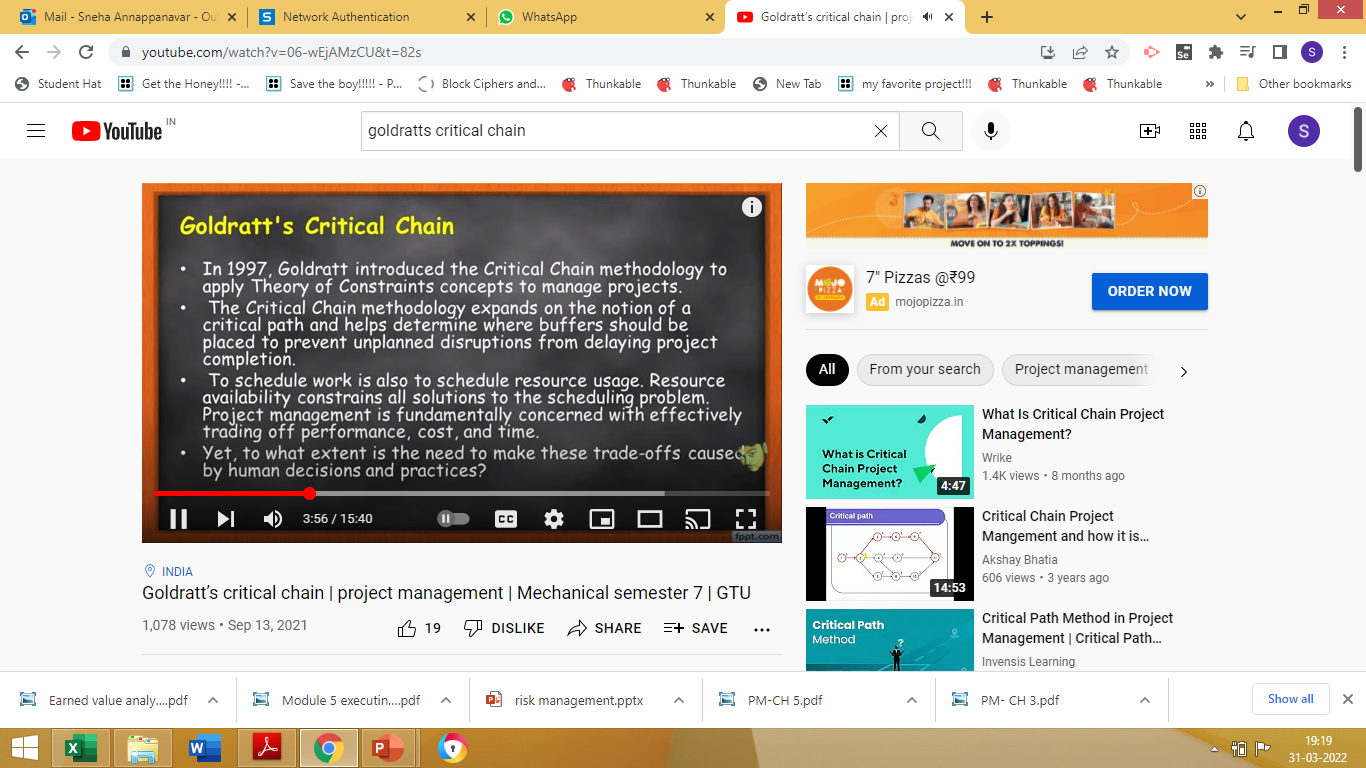 Mail - Sneha Annappanavar - Ou
Network Authentication
WhatsApp
Goldratt's critical chain | proj
youtube.com/watch?v=06-wEjAMzCU&t=82s
S
Student Hat
Get the Honey!!!! -...
Save the boy!!!!! - P...
Block Ciphers and...
Thunkable
Thunkable
New Tab
my favorite project!!!
Thunkable
Thunkable
»
Other bookmarks
YouTube IN
goldratts critical chain
S
Goldratt's Critical Chain
• In 1997, Goldratt introduced the Critical Chain methodology to
apply Theory of Constraints concepts to manage projects.
• The Critical Chain methodology expands on the notion of a
critical path and helps determine where buffers should be
placed to prevent unplanned disruptions from delaying project
completion.
• To schedule work is also to schedule resource usage. Resource
availability constrains all solutions to the scheduling problem.
Project management is fundamentally concerned with effectively
trading off performance, cost, and time.
• Yet, to what extent is the need to make these trade-offs caused
by human decisions and practices?
3:56 / 15:40
CC
fppt.com
INDIA
Goldratt's critical chain | project management | Mechanical semester 7 | GTU
1,078 views • Sep 13, 2021
19
DISLIKE
SHARE
SAVE
MOVE ON TO 2X TOPPINGS!
MOJO
PIZZA
7" Pizzas @₹99
Ad mojopizza.in
ORDER NOW
All
From your search
Project management
What is Critical
Chain Project
Management?
4:47
What Is Critical Chain Project
Management?
Wrike
1.4K views • 8 months ago
Critical path
14:53
Critical Chain Project
Mangement and how it is...
Akshay Bhatia
606 views • 3 years ago
Critical Path
Method
Critical Path Method in Project
Management | Critical Path...
Invensis Learning
Earned value analy....pdf
Module 5 executin....pdf
risk management.pptx
PM-CH 5.pdf
PM- CH 3.pdf
Show all
19:19
31-03-2022